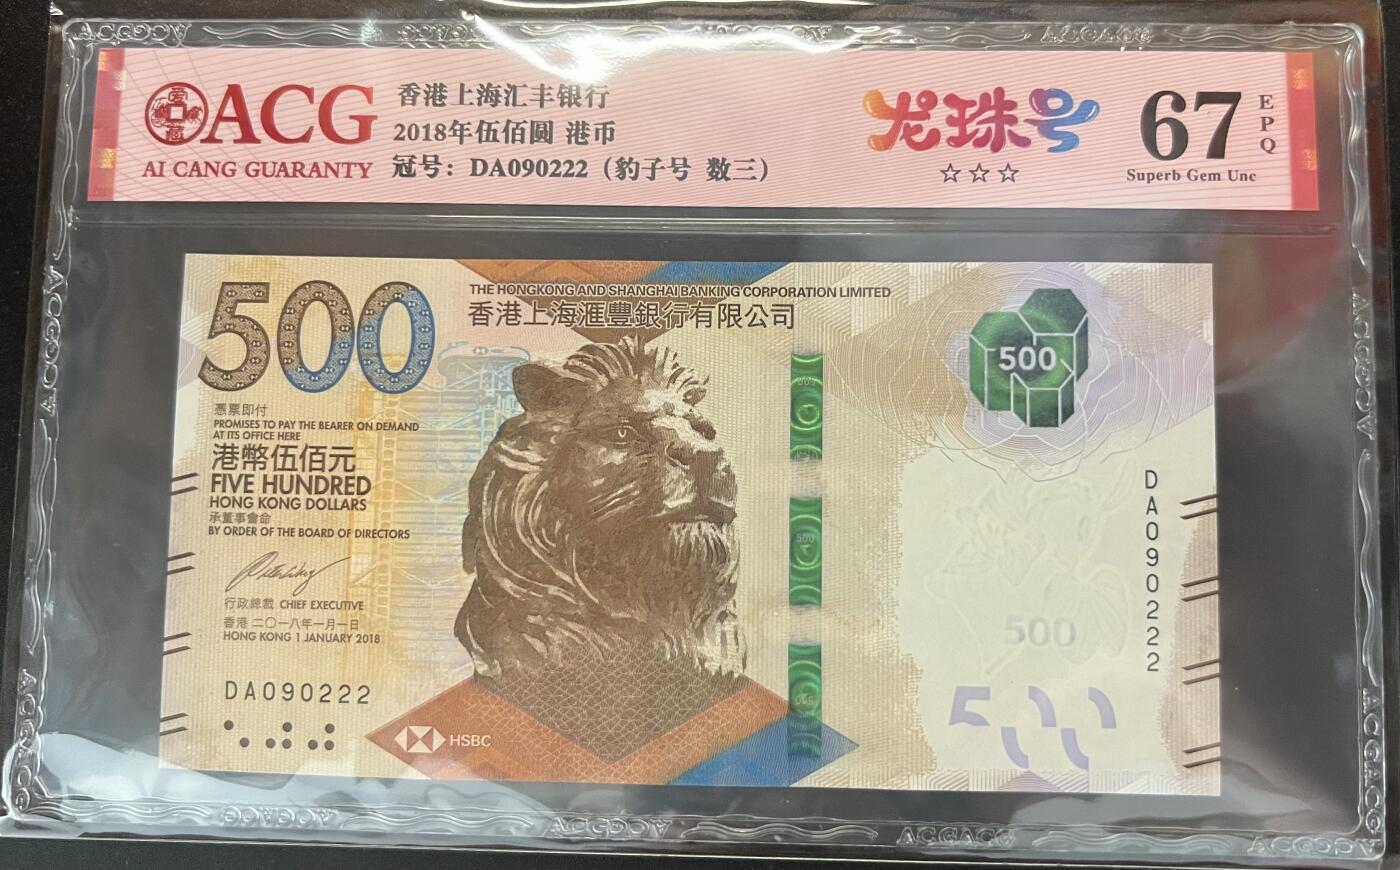 ACG
AI CANG GUARANTY
香港上海汇丰银行
2018年伍佰圆 港币
冠号：DA090222（豹子号 数三）
龙珠号
☆☆☆
67
EPQ
Superb Gem Unc
500
THE HONGKONG AND SHANGHAI BANKING CORPORATION LIMITED
香港上海滙豐銀行有限公司
500
憑票即付
PROMISES TO PAY THE BEARER ON DEMAND
AT ITS OFFICE HERE
港幣伍佰元
FIVE HUNDRED
HONG KONG DOLLARS
承董事會命
BY ORDER OF THE BOARD OF DIRECTORS
行政總裁 CHIEF EXECUTIVE
香港 二〇一八年一月一日
HONG KONG 1 JANUARY 2018
DA090222
HSBC
500
DA090222
500
500